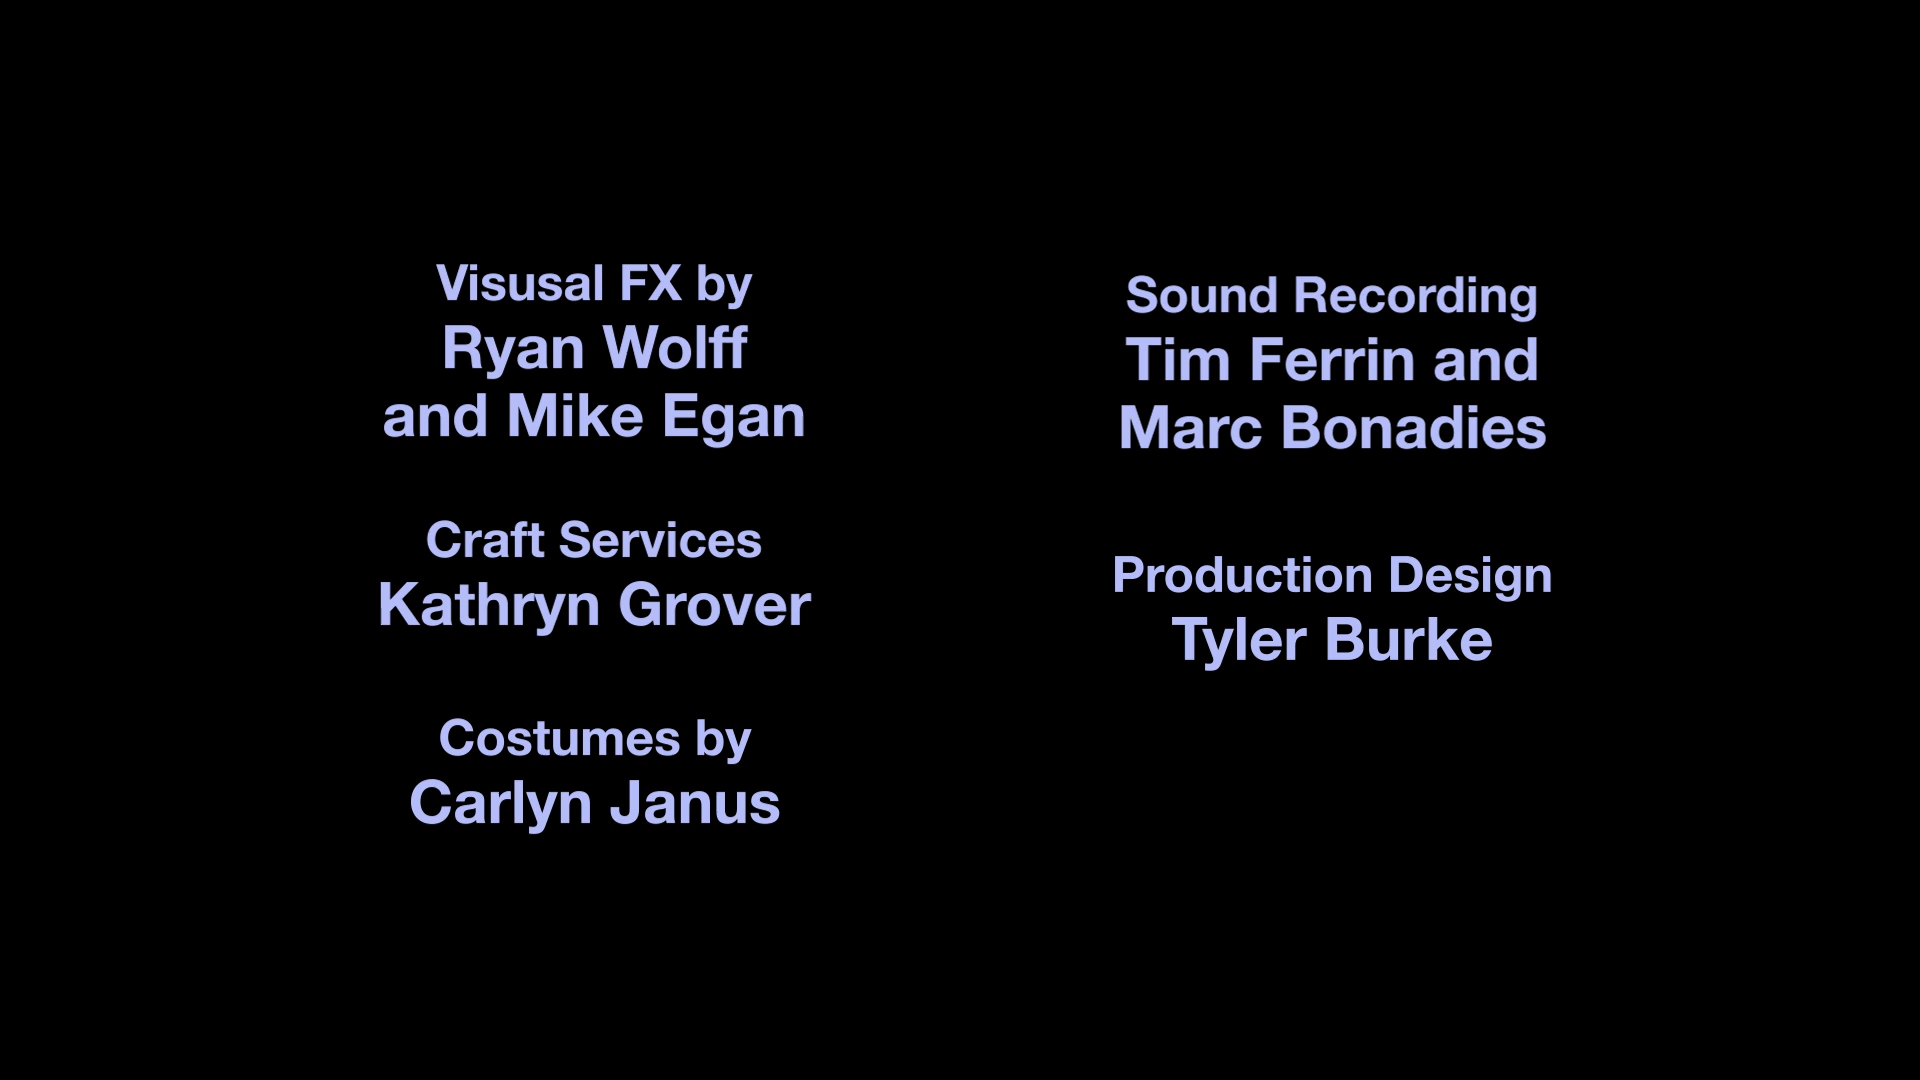 Visusal FX by
Ryan Wolff
and Mike Egan
Craft Services
Kathryn Grover
Costumes by
Carlyn Janus
Sound Recording
Tim Ferrin and
Marc Bonadies
Production Design
Tyler Burke